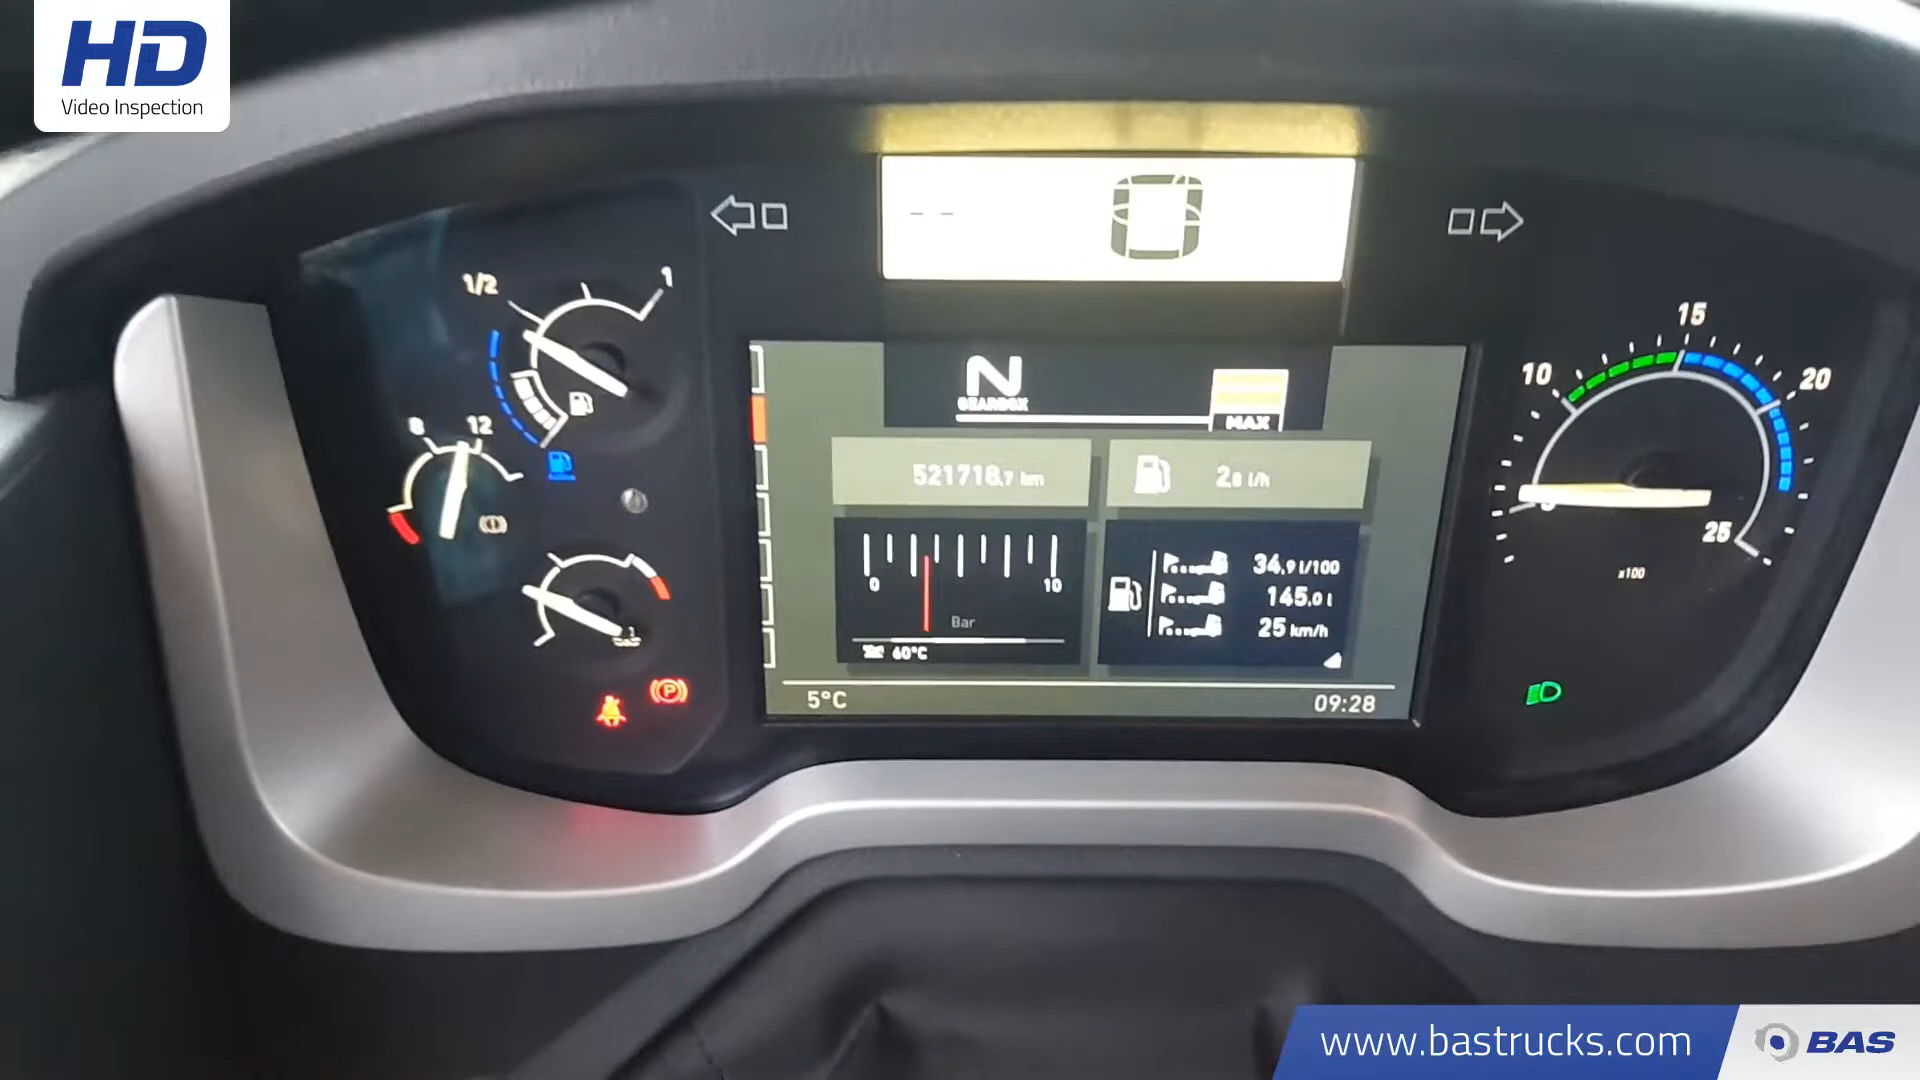 HD
Video Inspection
1/2
1
8
12
N
GEARBOX
MAX
521718.7 km
2.8 l/h
0
10
Bar
60°C
34.9 l/100
145.0 l
25 km/h
5°C
09:28
P
10
15
20
25
x100
www.bastrucks.com
BAS